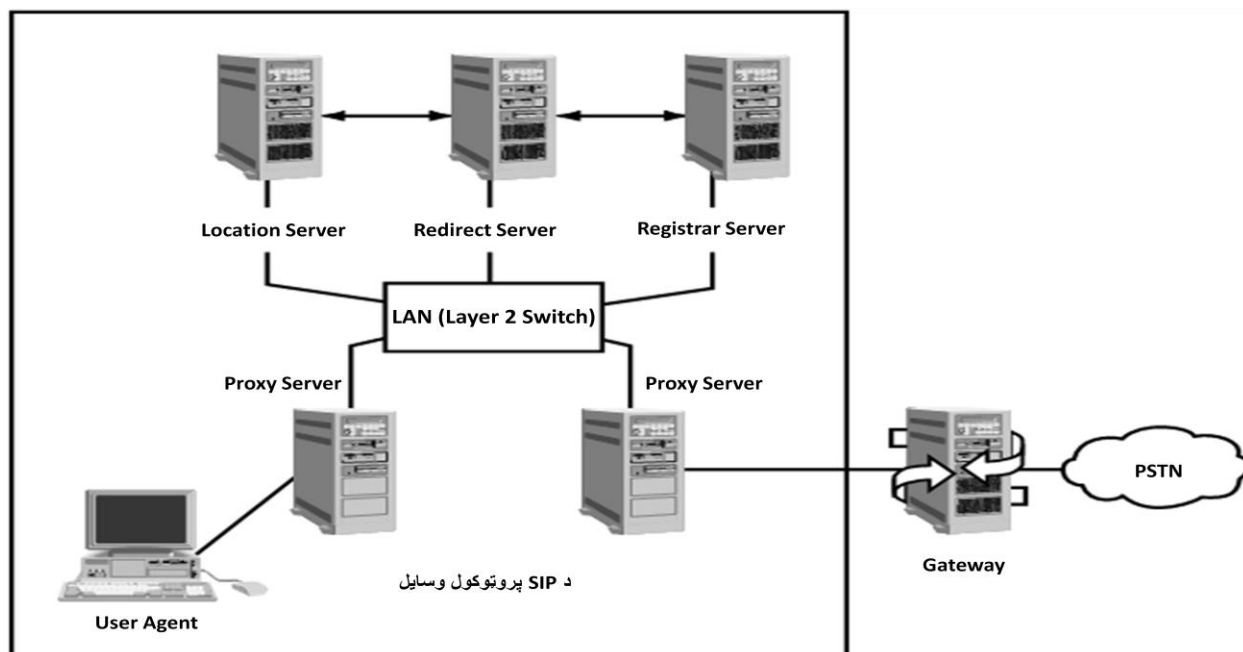 Location Server
Redirect Server
Registrar Server
LAN (Layer 2 Switch)
Proxy Server
Proxy Server
PSTN
Gateway
د SIP پروټوکول وسایل
User Agent